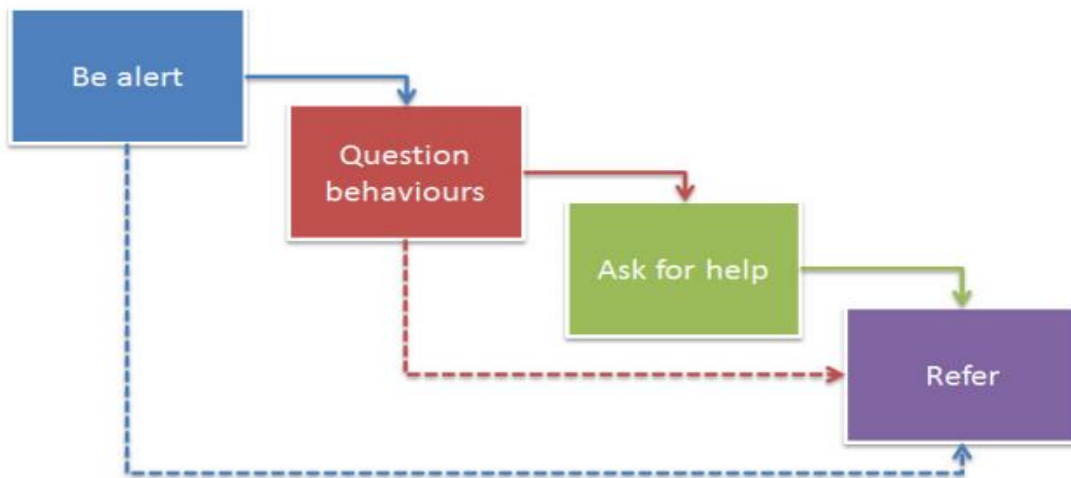 Be alert
Question
behaviours
Ask for help
Refer